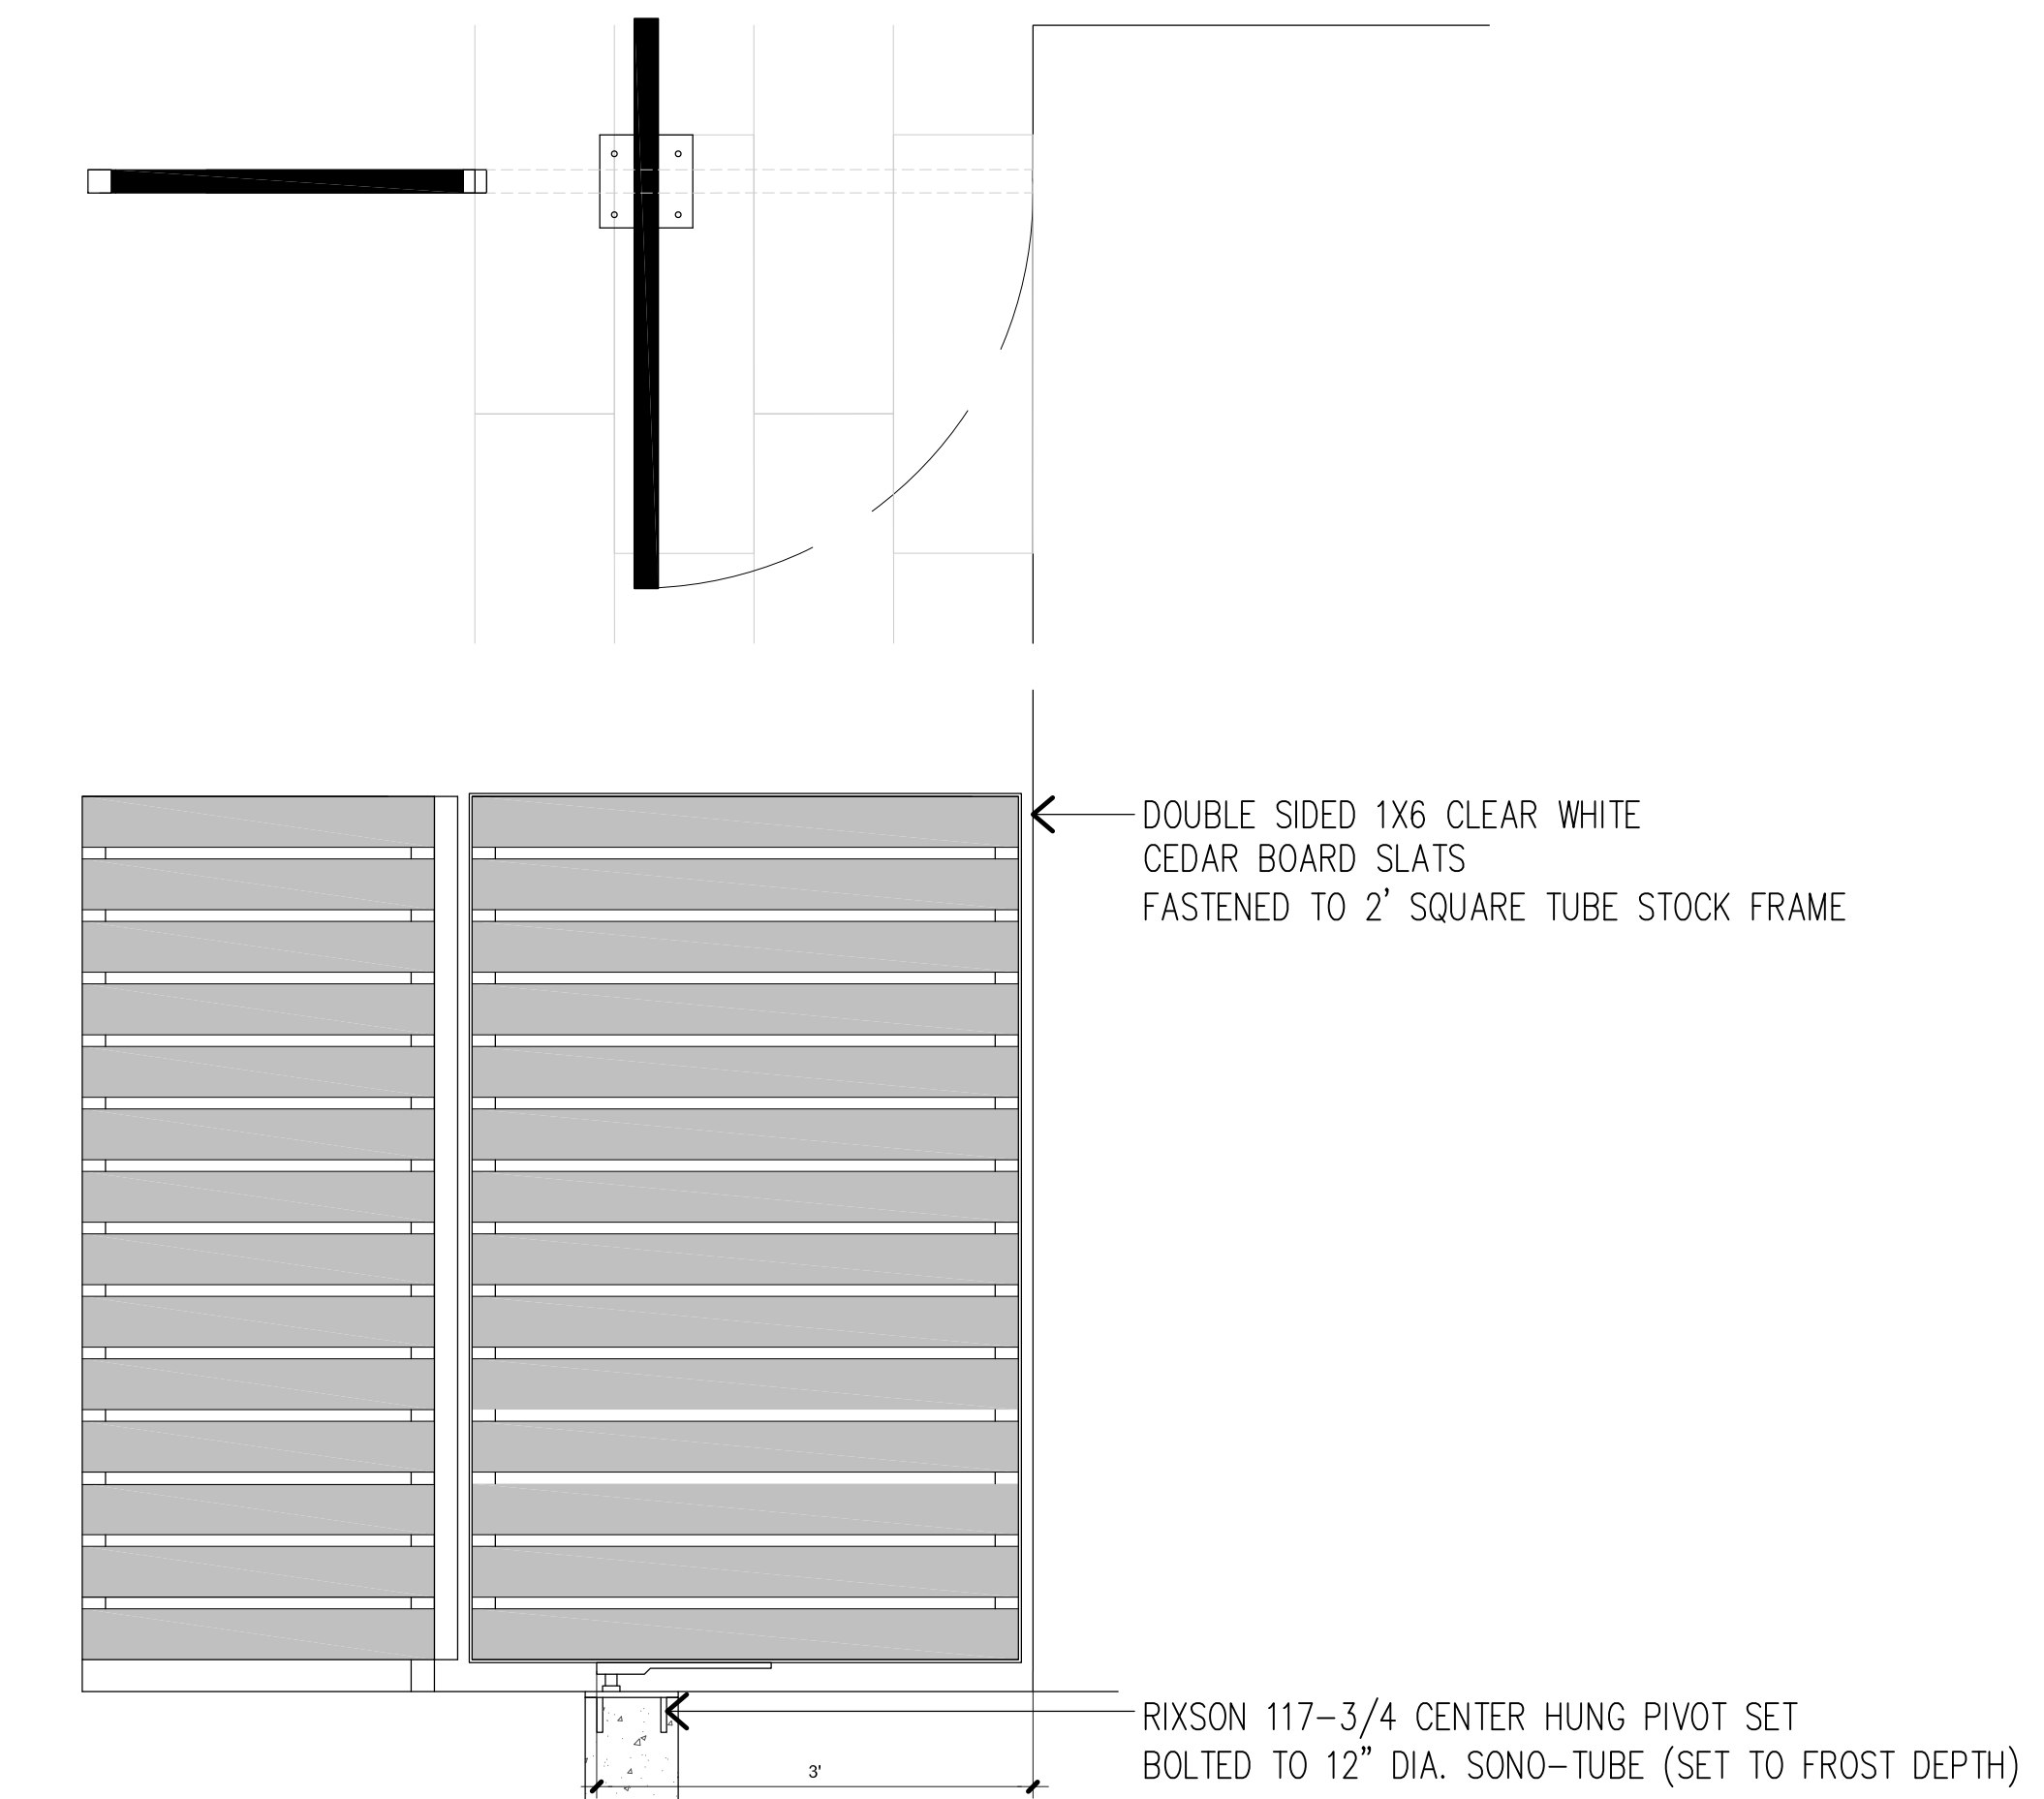 DOUBLE SIDED 1X6 CLEAR WHITE
CEDAR BOARD SLATS
FASTENED TO 2' SQUARE TUBE STOCK FRAME
RIXSON 117-3/4 CENTER HUNG PIVOT SET
BOLTED TO 12" DIA. SONO-TUBE (SET TO FROST DEPTH)
3'